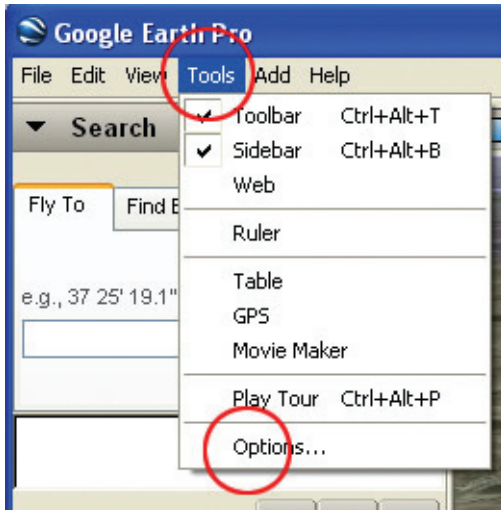 Google Earth Pro
File Edit View Tools Add Help
Search
Toolbar Ctrl+Alt+T
Sidebar Ctrl+Alt+B
Web
Fly To Find
Ruler
Table
e.g., 37 25' 19.1"
GPS
Movie Maker
Play Tour Ctrl+Alt+P
Options...